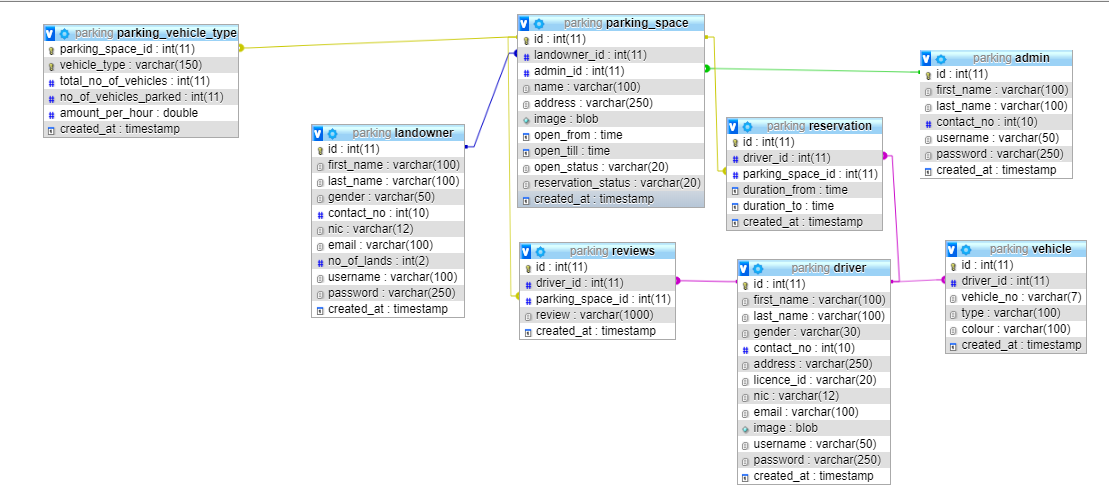 parking parking_vehicle_type
parking_space_id : int(11)
vehicle_type : varchar(150)
total_no_of_vehicles : int(11)
no_of_vehicles_parked : int(11)
amount_per_hour : double
created_at : timestamp
parking landowner
id : int(11)
first_name : varchar(100)
last_name : varchar(100)
gender : varchar(50)
contact_no : int(10)
nic : varchar(12)
email : varchar(100)
no_of_lands : int(2)
username : varchar(100)
password : varchar(250)
created_at : timestamp
parking parking_space
id : int(11)
landowner_id : int(11)
admin_id : int(11)
name : varchar(100)
address : varchar(250)
image : blob
open_from : time
open_till : time
open_status : varchar(20)
reservation_status : varchar(20)
created_at : timestamp
parking reviews
id : int(11)
driver_id : int(11)
parking_space_id : int(11)
review : varchar(1000)
created_at : timestamp
parking reservation
id : int(11)
driver_id : int(11)
parking_space_id : int(11)
duration_from : time
duration_to : time
created_at : timestamp
parking driver
id : int(11)
first_name : varchar(100)
last_name : varchar(100)
gender : varchar(30)
contact_no : int(10)
address : varchar(250)
licence_id : varchar(20)
nic : varchar(12)
email : varchar(100)
image : blob
username : varchar(50)
password : varchar(250)
created_at : timestamp
parking admin
id : int(11)
first_name : varchar(100)
last_name : varchar(100)
contact_no : int(10)
username : varchar(50)
password : varchar(250)
created_at : timestamp
parking vehicle
id : int(11)
driver_id : int(11)
vehicle_no : varchar(7)
type : varchar(100)
colour : varchar(100)
created_at : timestamp